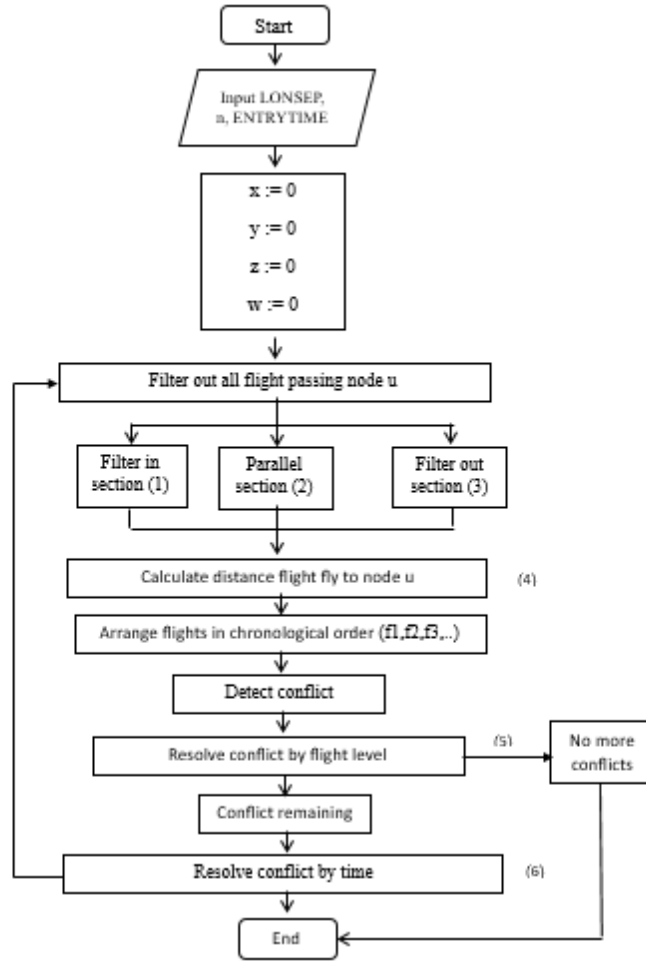 Start
Input LONSEP,
n, ENTRYTIME
x := 0
y := 0
z := 0
w := 0
Filter out all flight passing node u
Filter in
section (1)
Parallel
section (2)
Filter out
section (3)
Calculate distance flight fly to node u
(4)
Arrange flights in chronological order (f1,f2,f3,..)
Detect conflict
Resolve conflict by flight level
(5)
No more
conflicts
Conflict remaining
Resolve conflict by time
(6)
End